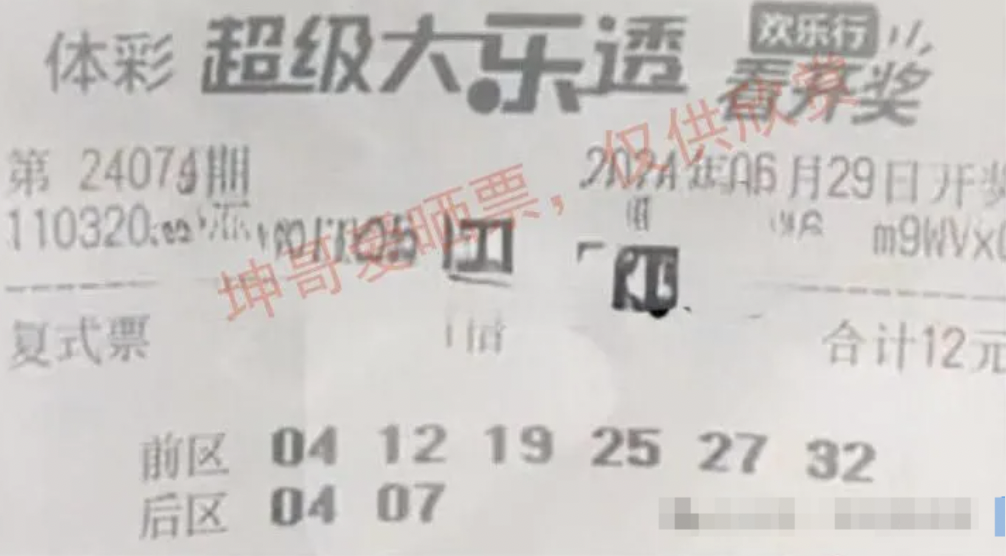 体彩 超级大乐透 欢乐行 看开奖
第 24074期 2024年06月29日开奖
110320 m9WVx
坤哥爱晒票，仅供欣赏
复式票 1倍 合计12元
前区 04 12 19 25 27 32
后区 04 07